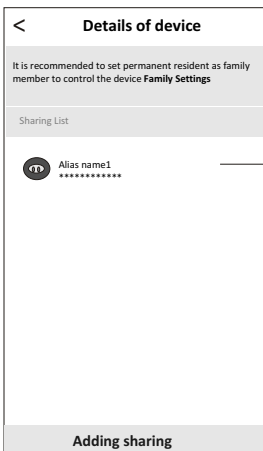 < Details of device
It is recommended to set permanent resident as family
member to control the device Family Settings
Sharing List
Alias name1
************
Adding sharing